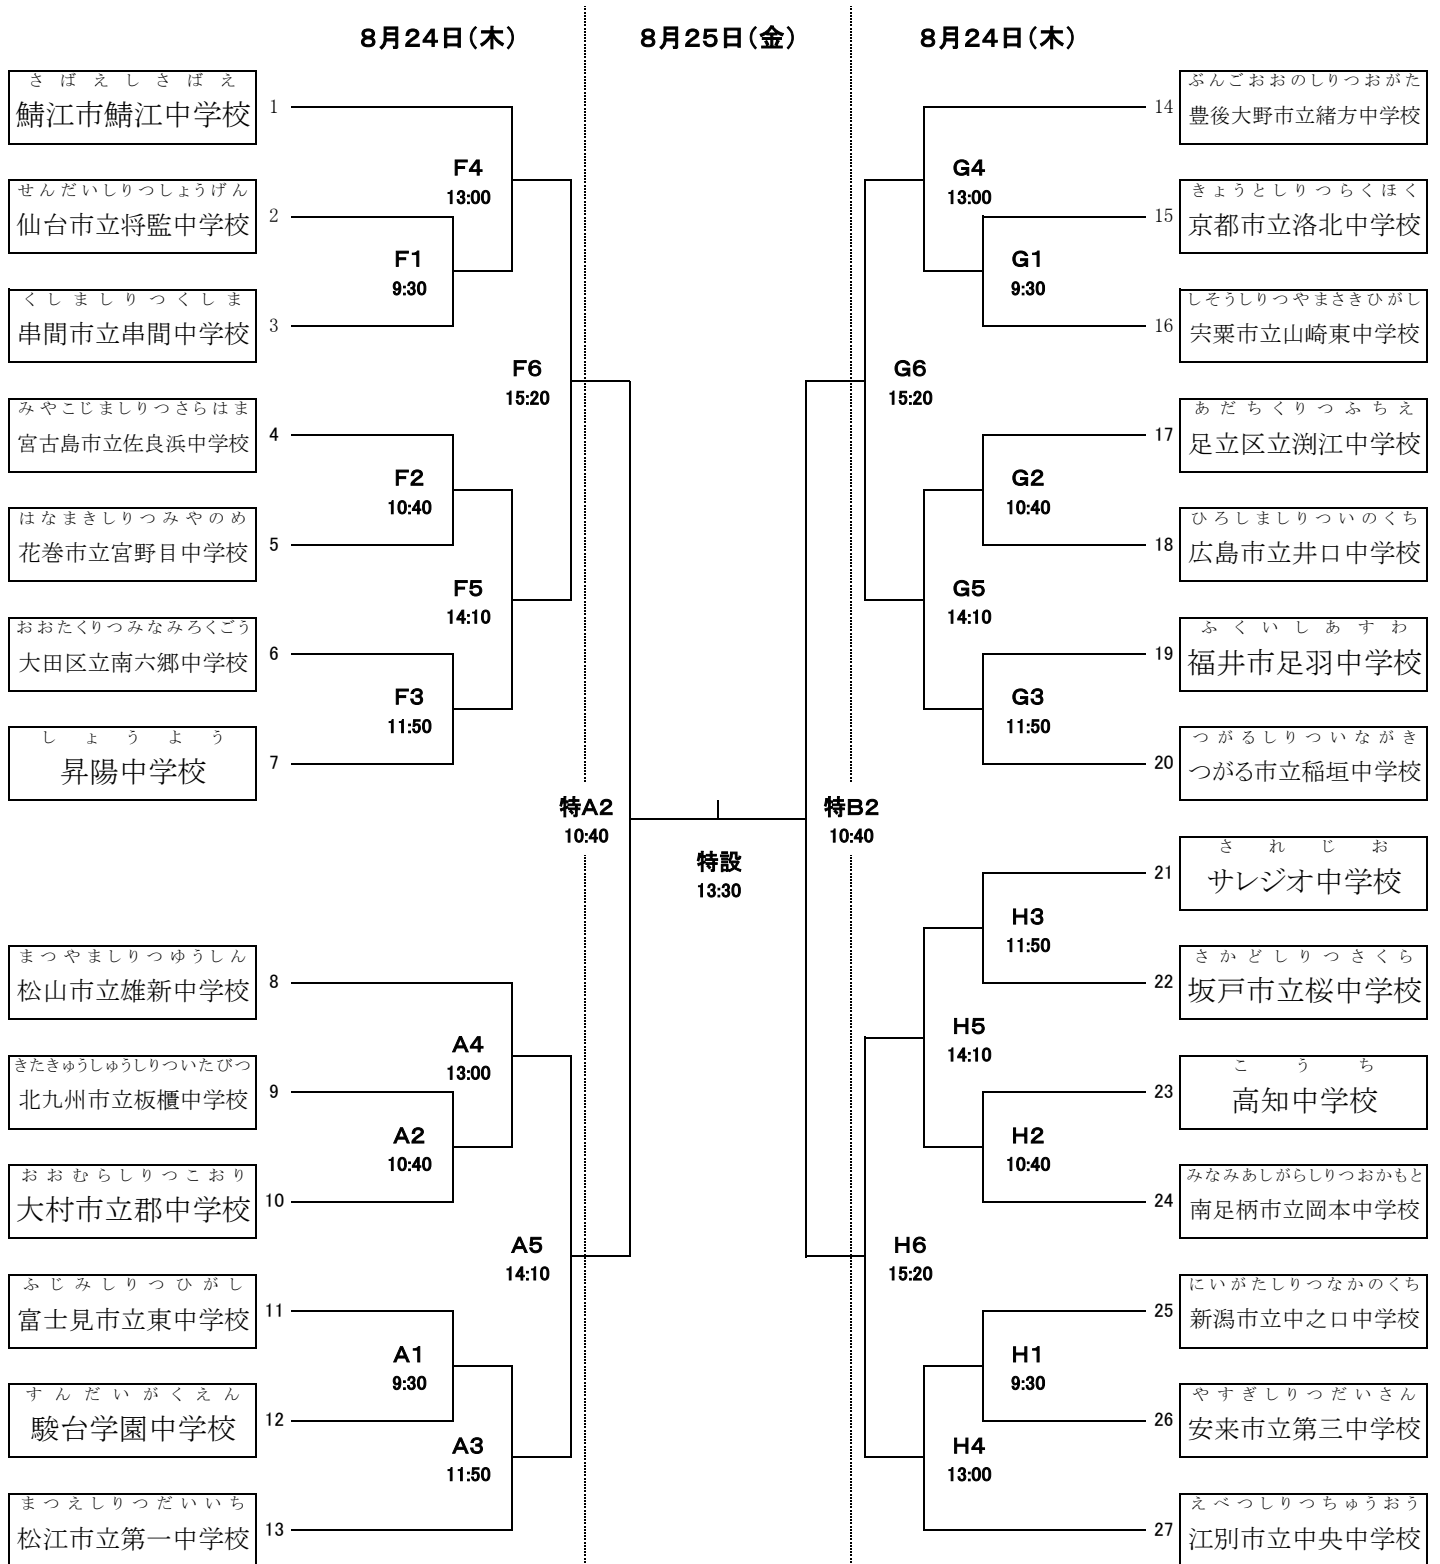 8月24日(木)
8月25日(金)
8月24日(木)
さばえしさばえ
鯖江市鯖江中学校
1
せんだいしりつしょうげん
仙台市立将監中学校
2
くしましりつくしま
串間市立串間中学校
3
みやこじましりつさらはま
宮古島市立佐良浜中学校
4
はなまきしりつみやのめ
花巻市立宮野目中学校
5
おおたくりつみなみろくごう
大田区立南六郷中学校
6
しょうよう
昇陽中学校
7
まつやましりつゆうしん
松山市立雄新中学校
8
きたきゅうしゅうしりついたびつ
北九州市立板櫃中学校
9
おおむらしりつこおり
大村市立郡中学校
10
ふじみしりつひがし
富士見市立東中学校
11
すんだいがくえん
駿台学園中学校
12
まつえしりつだいいち
松江市立第一中学校
13
F4
13:00
F1
9:30
F6
15:20
F2
10:40
F5
14:10
F3
11:50
特A2
10:40
A4
13:00
A2
10:40
A5
14:10
A1
9:30
A3
11:50
特設
13:30
特B2
10:40
G4
13:00
G1
9:30
G6
15:20
G2
10:40
G5
14:10
G3
11:50
H3
11:50
H5
14:10
H2
10:40
H6
15:20
H1
9:30
H4
13:00
14
ぶんごおおのしりつおがた
豊後大野市立緒方中学校
15
きょうとしりつらくほく
京都市立洛北中学校
16
しそうしりつやまさきひがし
宍粟市立山崎東中学校
17
あだちくりつふちえ
足立区立渕江中学校
18
ひろしましりついのくち
広島市立井口中学校
19
ふくいしあすわ
福井市足羽中学校
20
つがるしりついながき
つがる市立稲垣中学校
21
されじお
サレジオ中学校
22
さかどしりつさくら
坂戸市立桜中学校
23
こうち
高知中学校
24
みなみあしがらしりつおかもと
南足柄市立岡本中学校
25
にいがたしりつなかのくち
新潟市立中之口中学校
26
やすぎしりつだいさん
安来市立第三中学校
27
えべつしりつちゅうおう
江別市立中央中学校